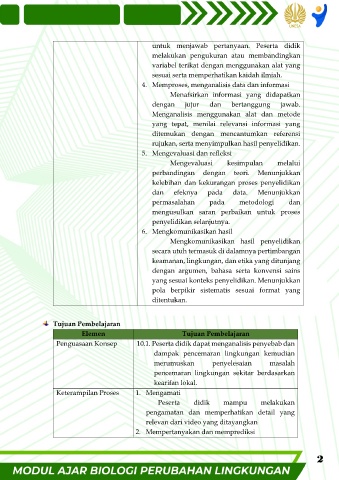 untuk menjawab pertanyaan. Peserta didik
melakukan pengukuran atau membandingkan
variabel terikat dengan menggunakan alat yang
sesuai serta memperhatikan kaidah ilmiah.
4. Memproses, menganalisis data dan informasi
Menafsirkan informasi yang didapatkan
dengan jujur dan bertanggung jawab.
Menganalisis menggunakan alat dan metode
yang tepat, menilai relevansi informasi yang
ditemukan dengan mencantumkan referensi
rujukan, serta menyimpulkan hasil penyelidikan.
5. Mengevaluasi dan refleksi
Mengevaluasi kesimpulan melalui
perbandingan dengan teori. Menunjukkan
kelebihan dan kekurangan proses penyelidikan
dan efeknya pada data. Menunjukkan
permasalahan pada metodologi dan
mengusulkan saran perbaikan untuk proses
penyelidikan selanjutnya.
6. Mengkomunikasikan hasil
Mengkomunikasikan hasil penyelidikan
secara utuh termasuk di dalamnya pertimbangan
keamanan, lingkungan, dan etika yang ditunjang
dengan argumen, bahasa serta konvensi sains
yang sesuai konteks penyelidikan. Menunjukkan
pola berpikir sistematis sesuai format yang
ditentukan.
Tujuan Pembelajaran
Elemen Tujuan Pembelajaran
Penguasaan Konsep 10.1. Peserta didik dapat menganalisis penyebab dan
dampak pencemaran lingkungan kemudian
merumuskan penyelesaian masalah
pencemaran lingkungan sekitar berdasarkan
kearifan lokal.
Keterampilan Proses 1. Mengamati
Peserta didik mampu melakukan
pengamatan dan memperhatikan detail yang
relevan dari video yang ditayangkan
2. Mempertanyakan dan memprediksi
2
MODUL AJAR BIOLOGI PERUBAHAN LINGKUNGAN